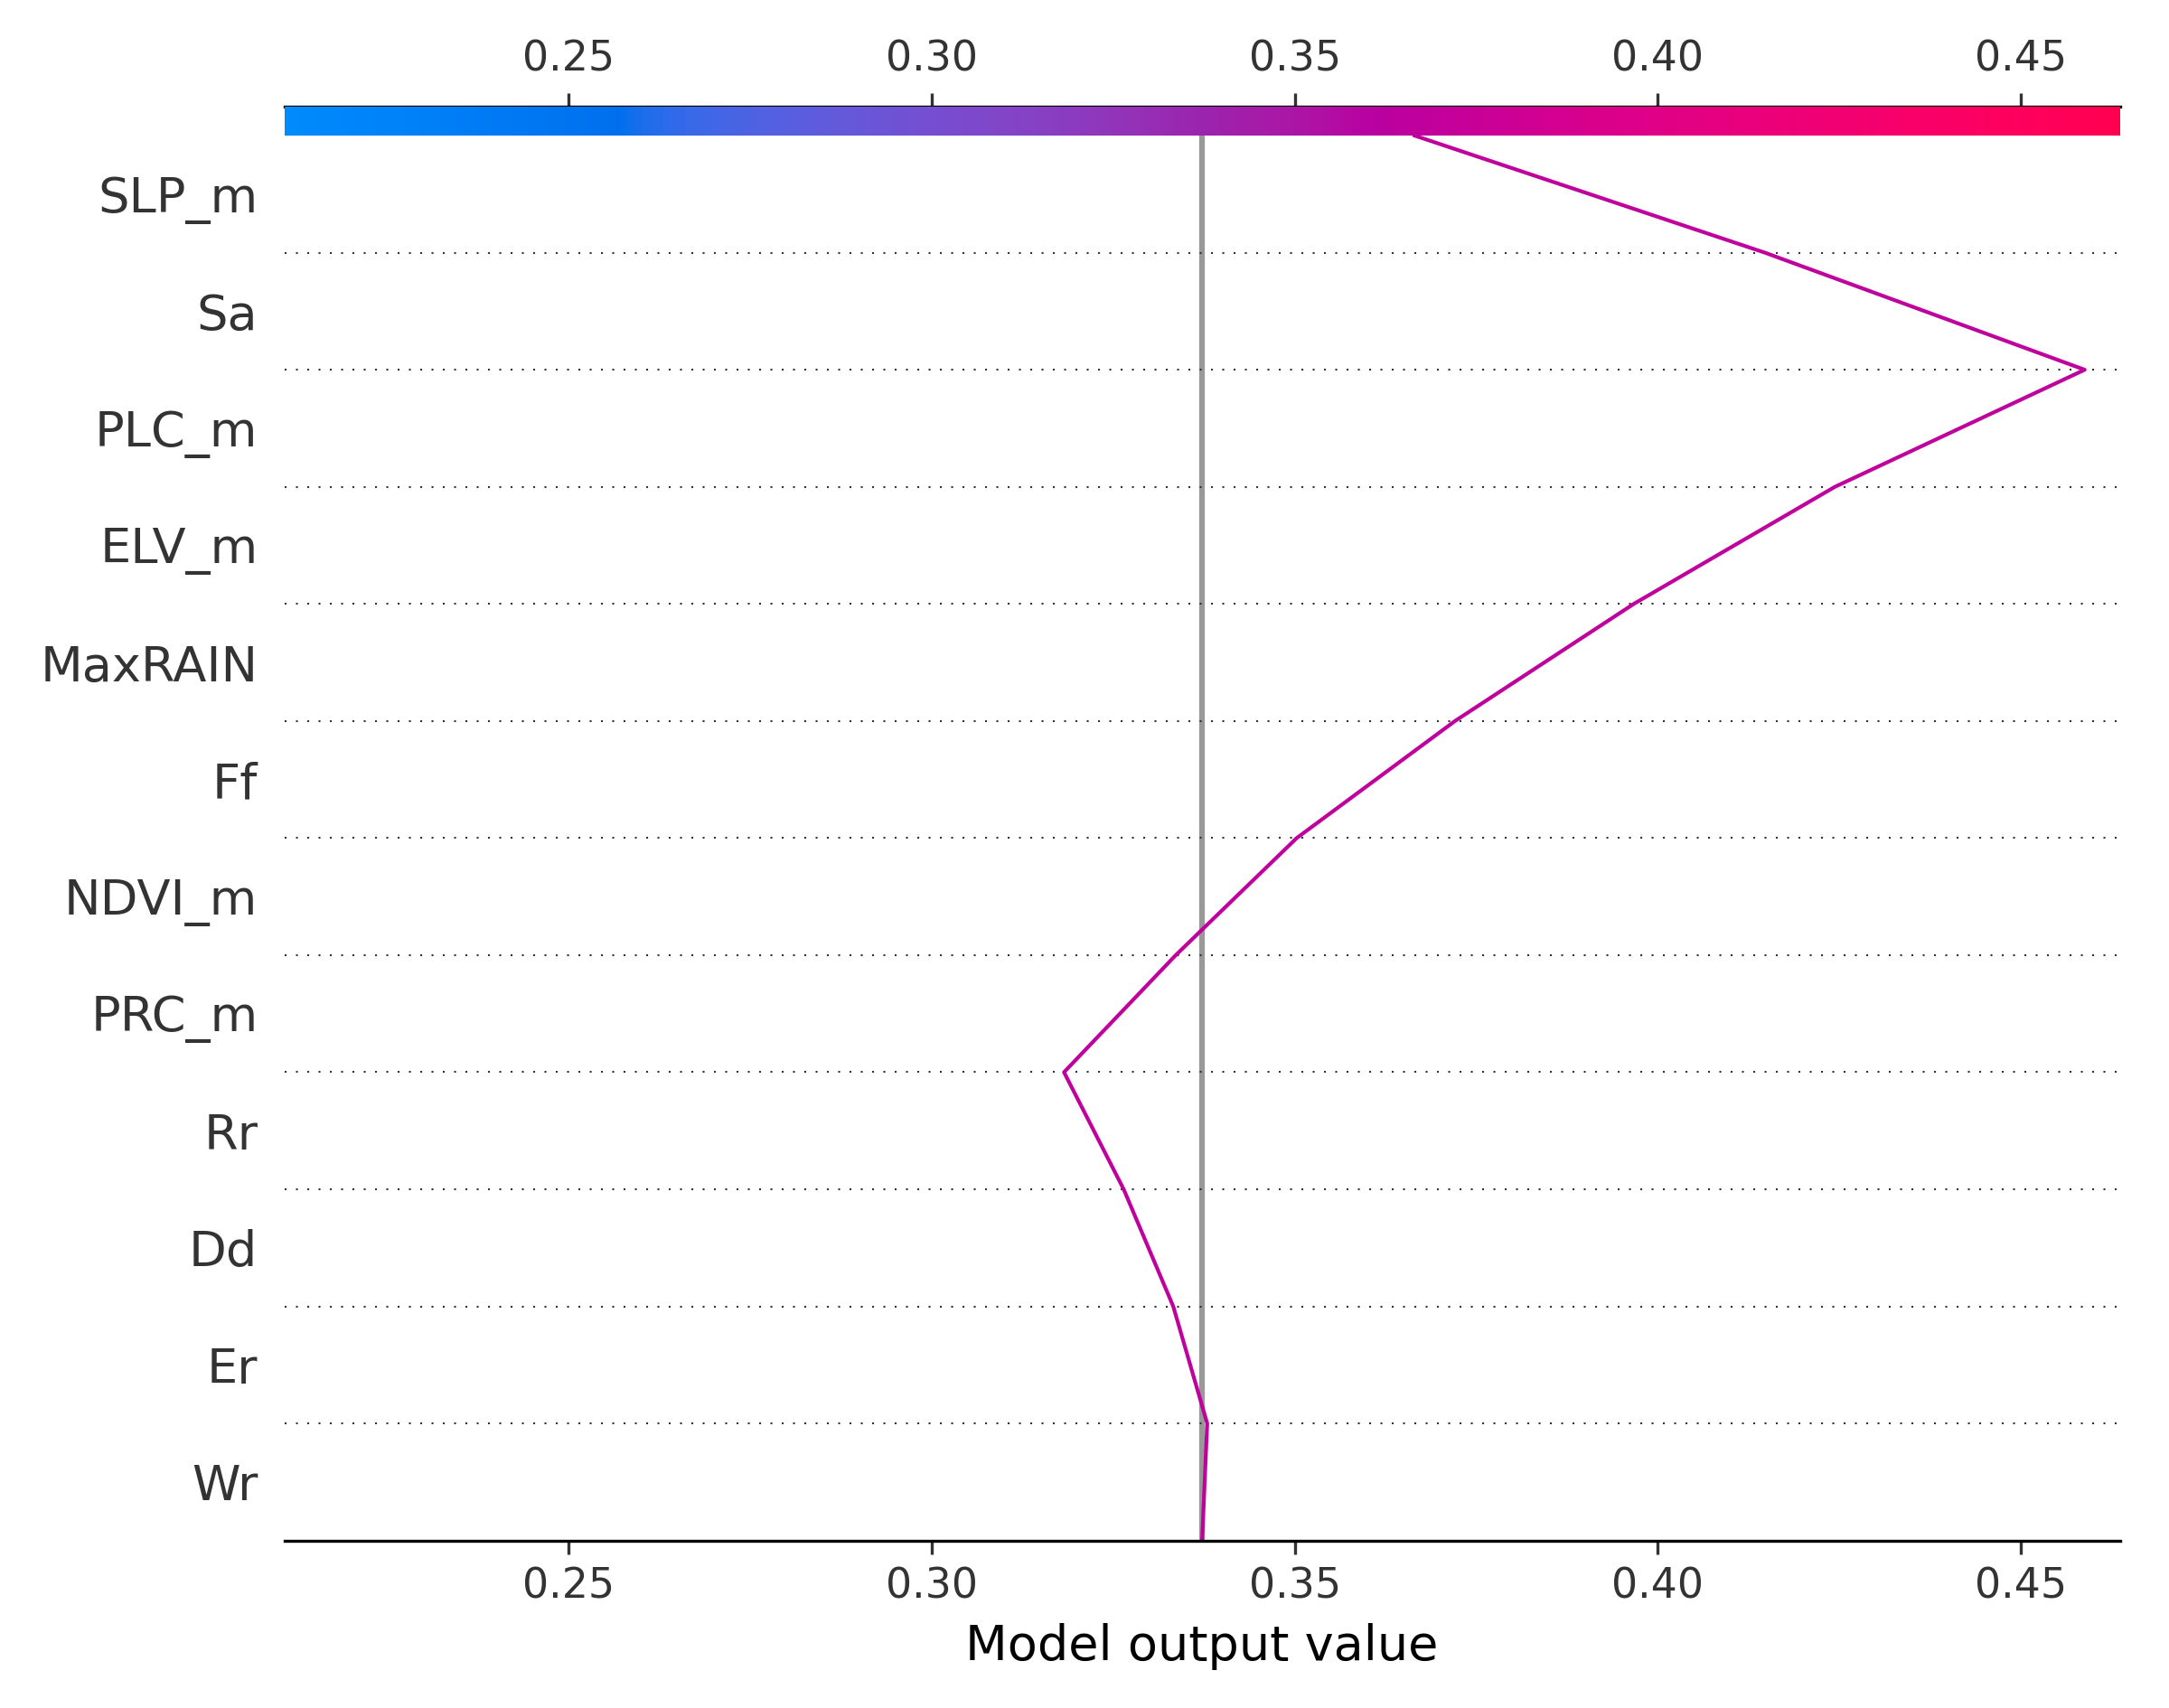 0.25 0.30 0.35 0.40 0.45
SLP_m
Sa
PLC_m
ELV_m
MaxRAIN
Ff
NDVI_m
PRC_m
Rr
Dd
Er
Wr
0.25 0.30 0.35 0.40 0.45
Model output value